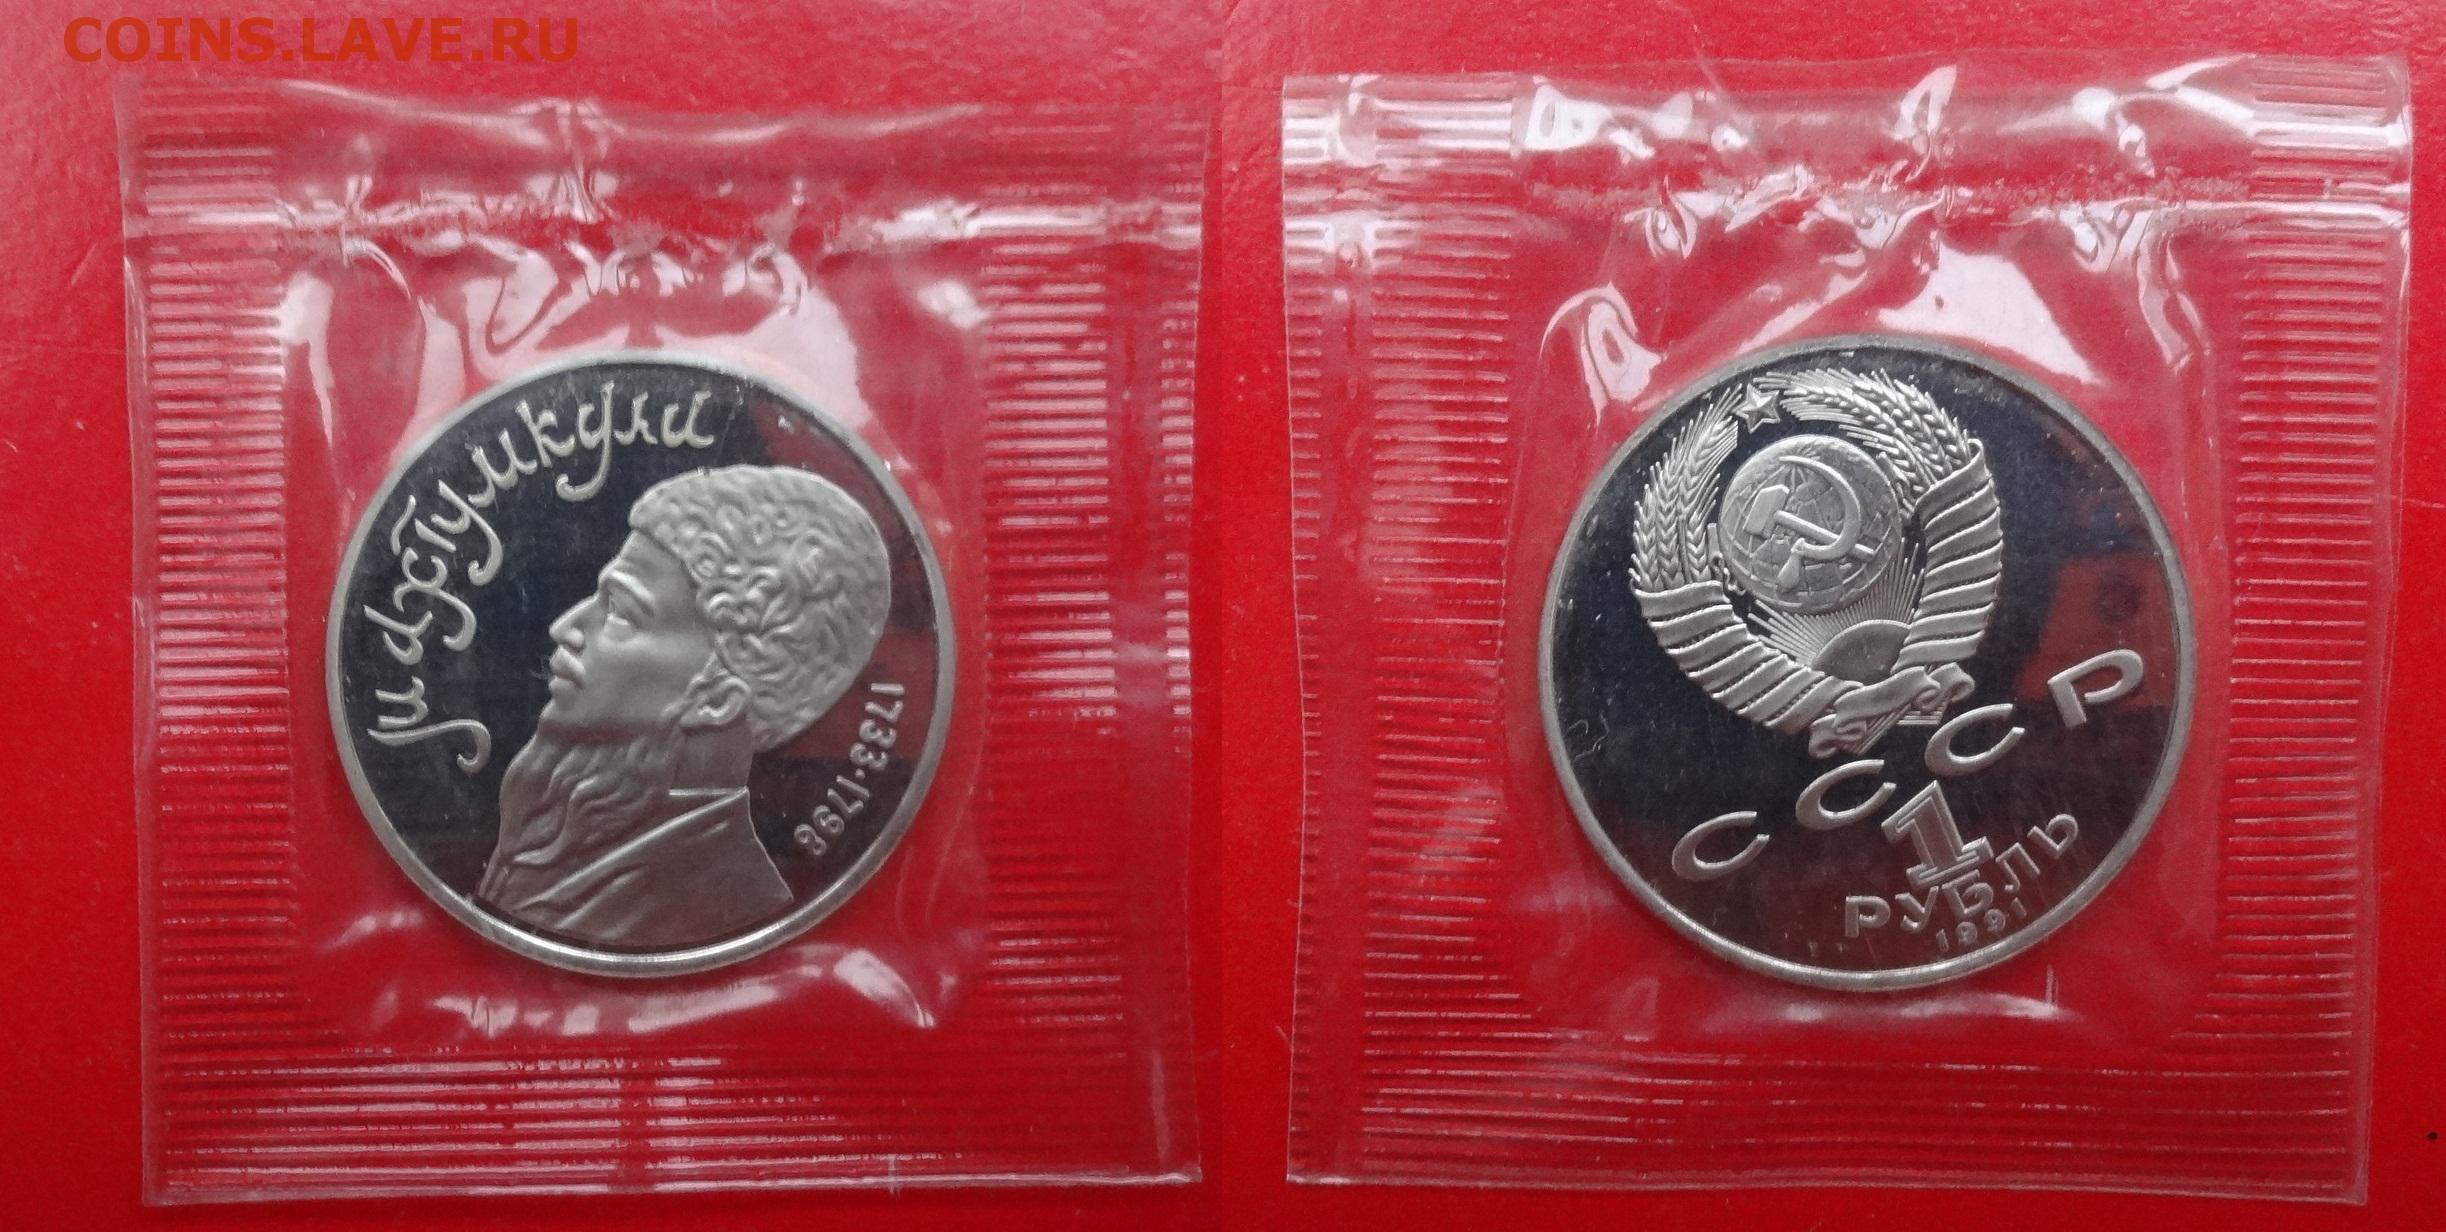 COINS.LAVE.RU
Махтумкули
1733·1798
СССР
1
РУБЛЬ
1991